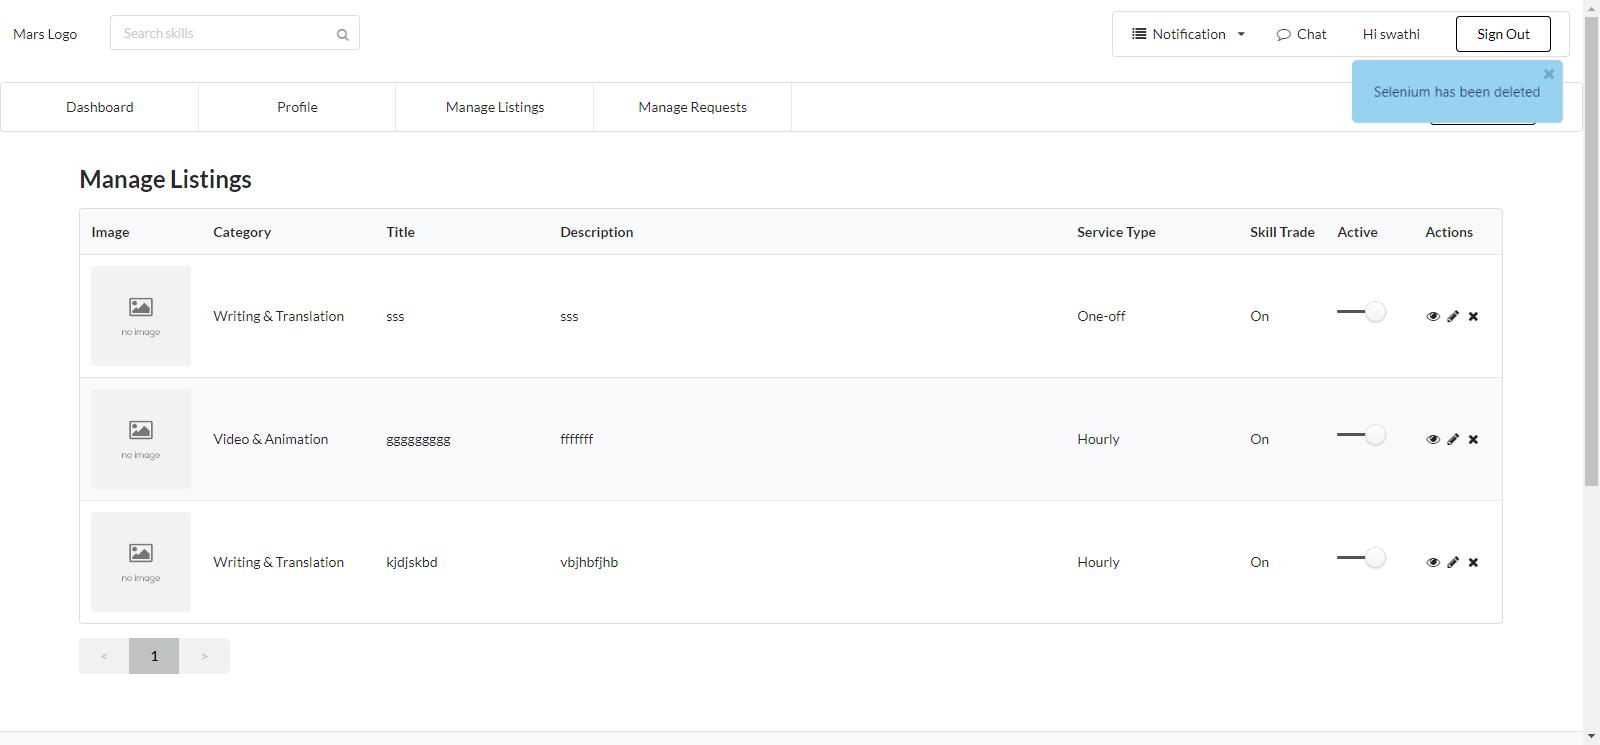 Mars Logo
Search skills
Notification
Chat
Hi swathi
Sign Out
Selenium has been deleted
Dashboard
Profile
Manage Listings
Manage Requests
Manage Listings
Image Category Title Description Service Type Skill Trade Active Actions
no image
Writing & Translation sss sss One-off On
no image
Video & Animation ggggggggg fffffff Hourly On
no image
Writing & Translation kjdjskbd vbjhbfjhb Hourly On
< 1 >